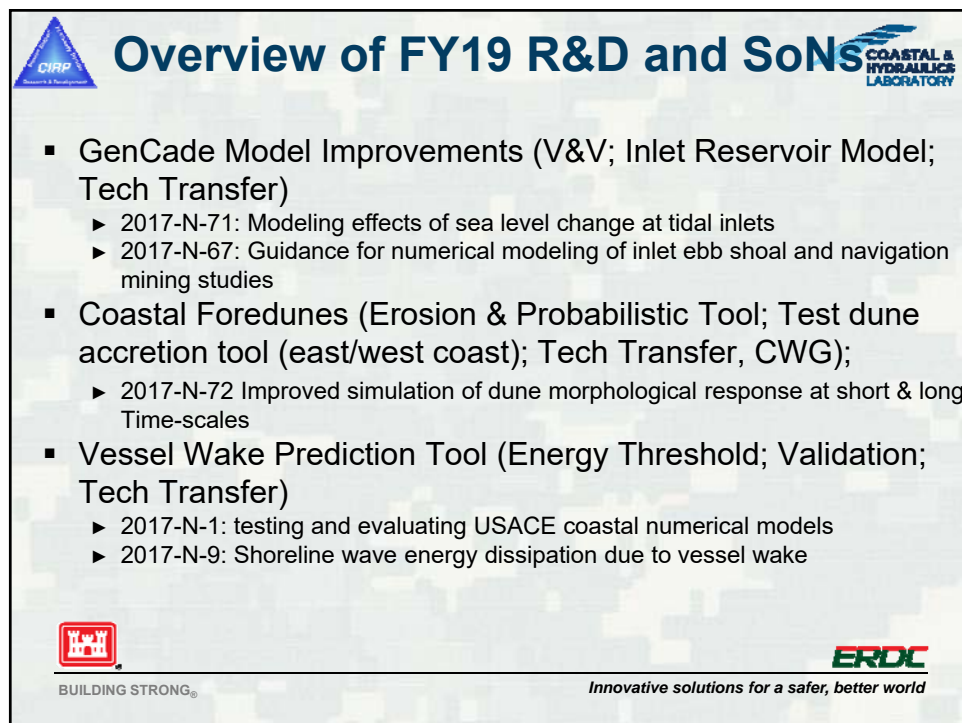 Overview of FY19 R&D and SoNs
CIRP
Research & Development
COASTAL &
HYDRAULICS
LABORATORY
▪ GenCade Model Improvements (V&V; Inlet Reservoir Model;
Tech Transfer)
► 2017-N-71: Modeling effects of sea level change at tidal inlets
► 2017-N-67: Guidance for numerical modeling of inlet ebb shoal and navigation
mining studies
▪ Coastal Foredunes (Erosion & Probabilistic Tool; Test dune
accretion tool (east/west coast); Tech Transfer, CWG);
► 2017-N-72 Improved simulation of dune morphological response at short & long
Time-scales
▪ Vessel Wake Prediction Tool (Energy Threshold; Validation;
Tech Transfer)
► 2017-N-1: testing and evaluating USACE coastal numerical models
► 2017-N-9: Shoreline wave energy dissipation due to vessel wake
ERDC
BUILDING STRONG®
Innovative solutions for a safer, better world